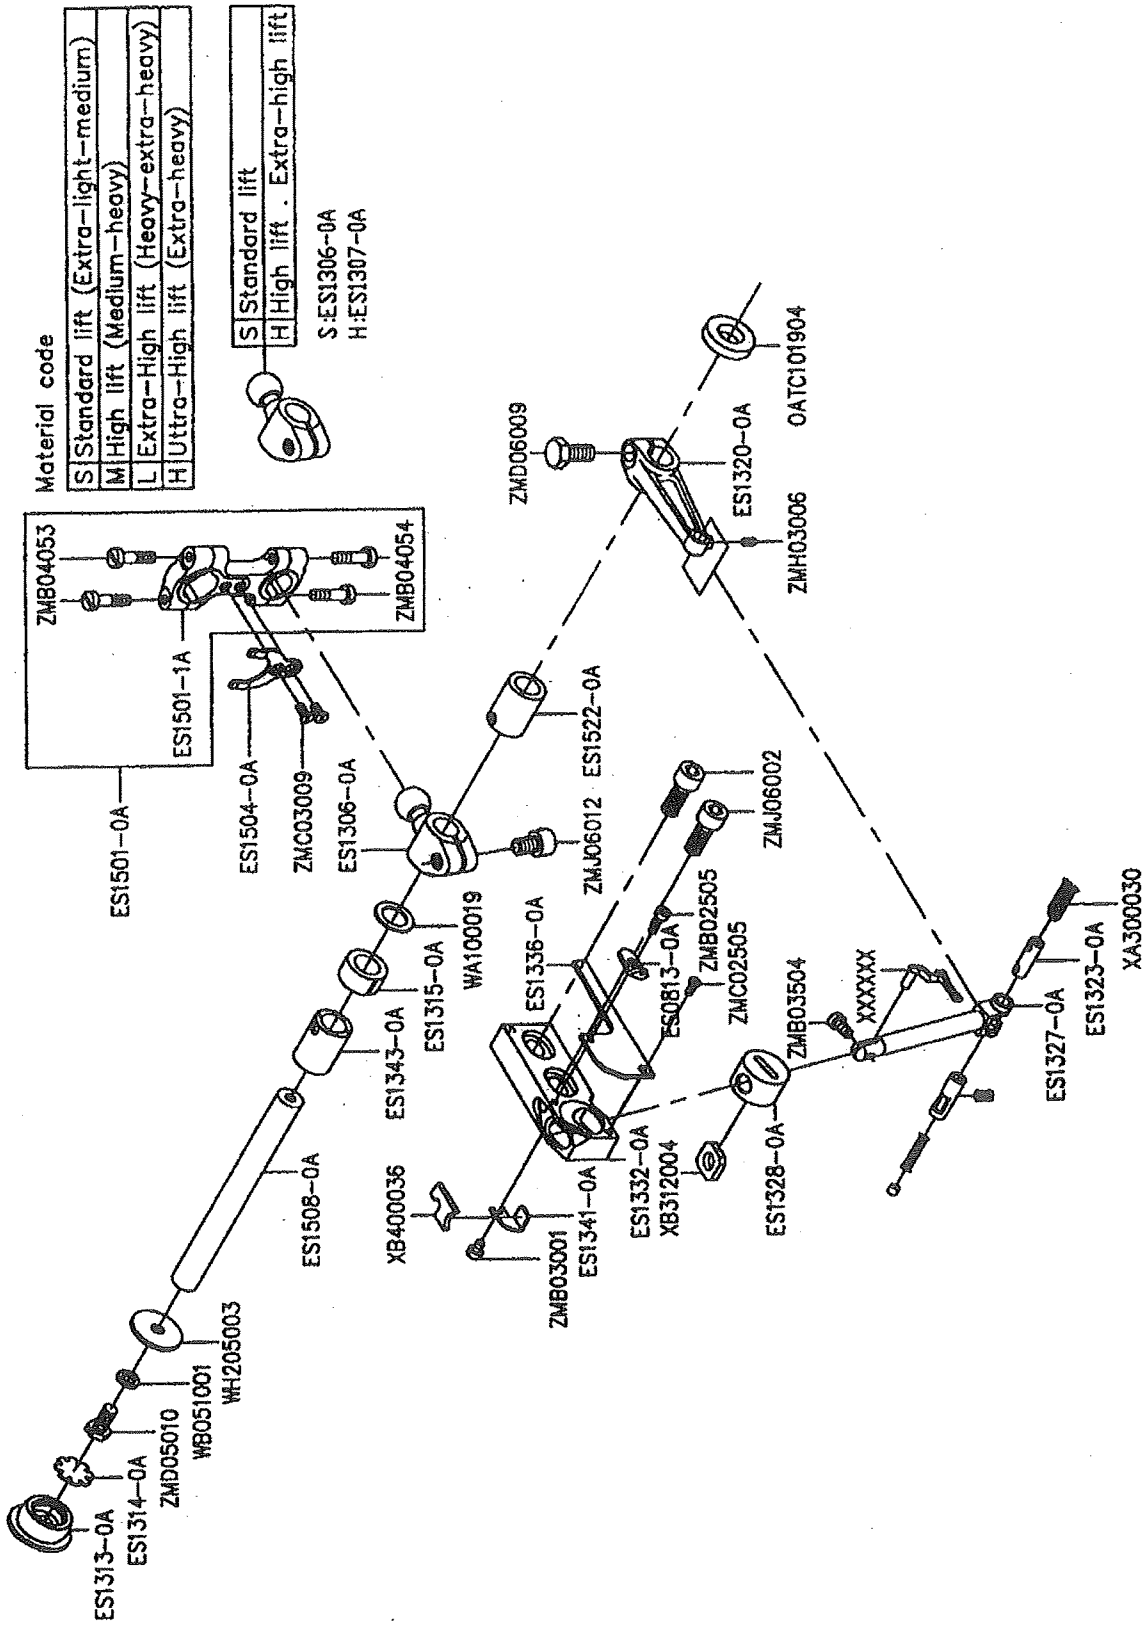 Material code
S Standard lift (Extra-light-medium)
M High lift (Medium-heavy)
L Extra-High lift (Heavy-extra-heavy)
H Uttra-High lift (Extra-heavy)
S Standard lift
H High lift . Extra-high lift
S:ES1306-0A
H:ES1307-0A
ZMB04053
ZMB04054
ES1501-1A
ES1501-0A
ES1504-0A
ZMC03009
ES1306-0A
ZMD06009
OATC101904
ES1320-0A
ZMH03006
ES1522-0A
ZMJ06012
ZMJ06002
WA100019
ES1315-0A
ES1343-0A
ES1336-0A
ES0813-0A
ZMB02505
ZMC02505
ZMB03504
XXXXXX
XA300030
ES1323-0A
ES1327-0A
ES1508-0A
XB400036
ZMB03001
ES1341-0A
ES1332-0A
XB312004
ES1328-0A
WH205003
WB051001
ZMD05010
ES1314-0A
ES1313-0A